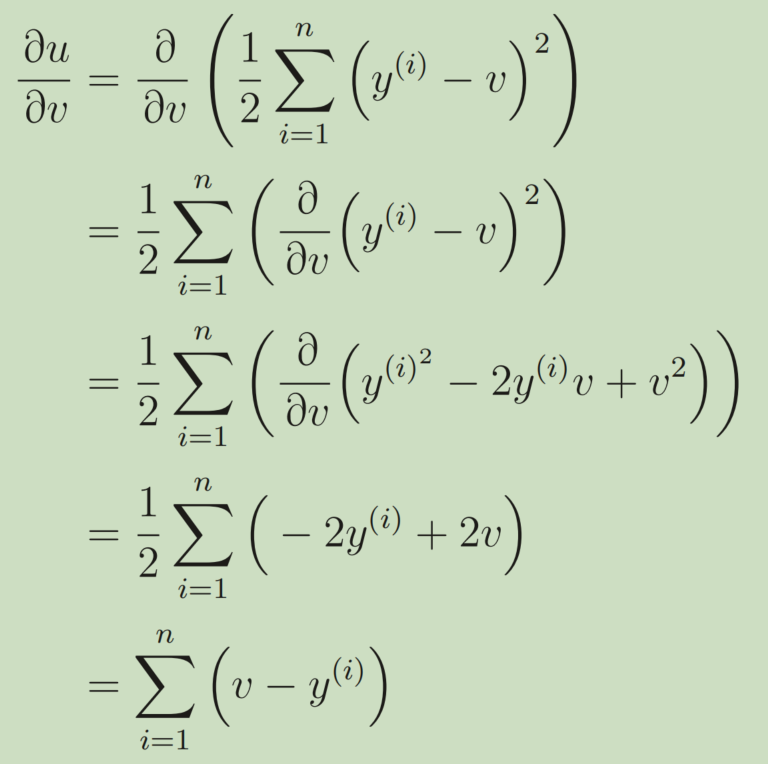 ∂u/∂v = ∂/∂v ( 1/2 ∑_{i=1}^{n} ( y^{(i)} − v )^2 )
= 1/2 ∑_{i=1}^{n} ( ∂/∂v ( y^{(i)} − v )^2 )
= 1/2 ∑_{i=1}^{n} ( ∂/∂v ( y^{(i)^2} − 2y^{(i)}v + v^2 ) )
= 1/2 ∑_{i=1}^{n} ( − 2y^{(i)} + 2v )
= ∑_{i=1}^{n} ( v − y^{(i)} )